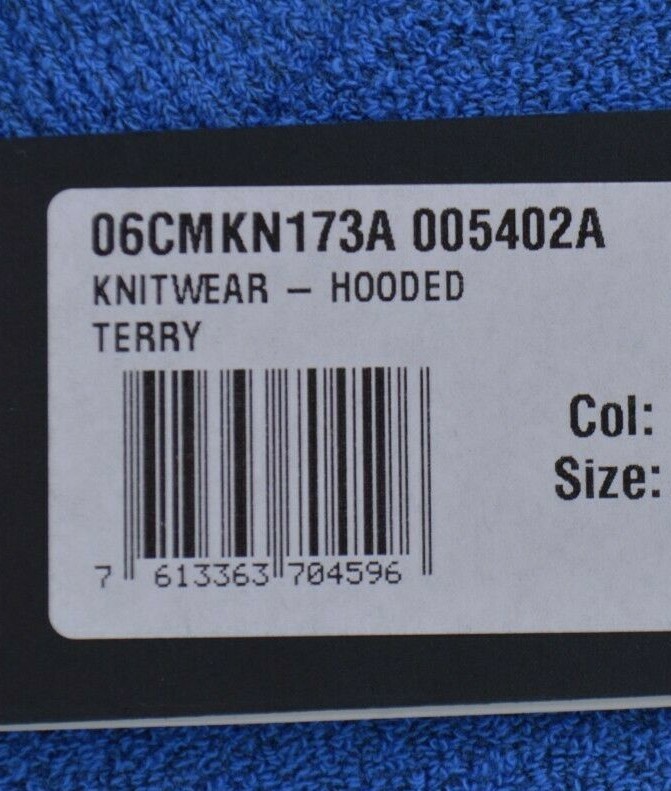 06CMKN173A 005402A
KNITWEAR – HOODED
TERRY
Col:
Size:
7 613363 704596